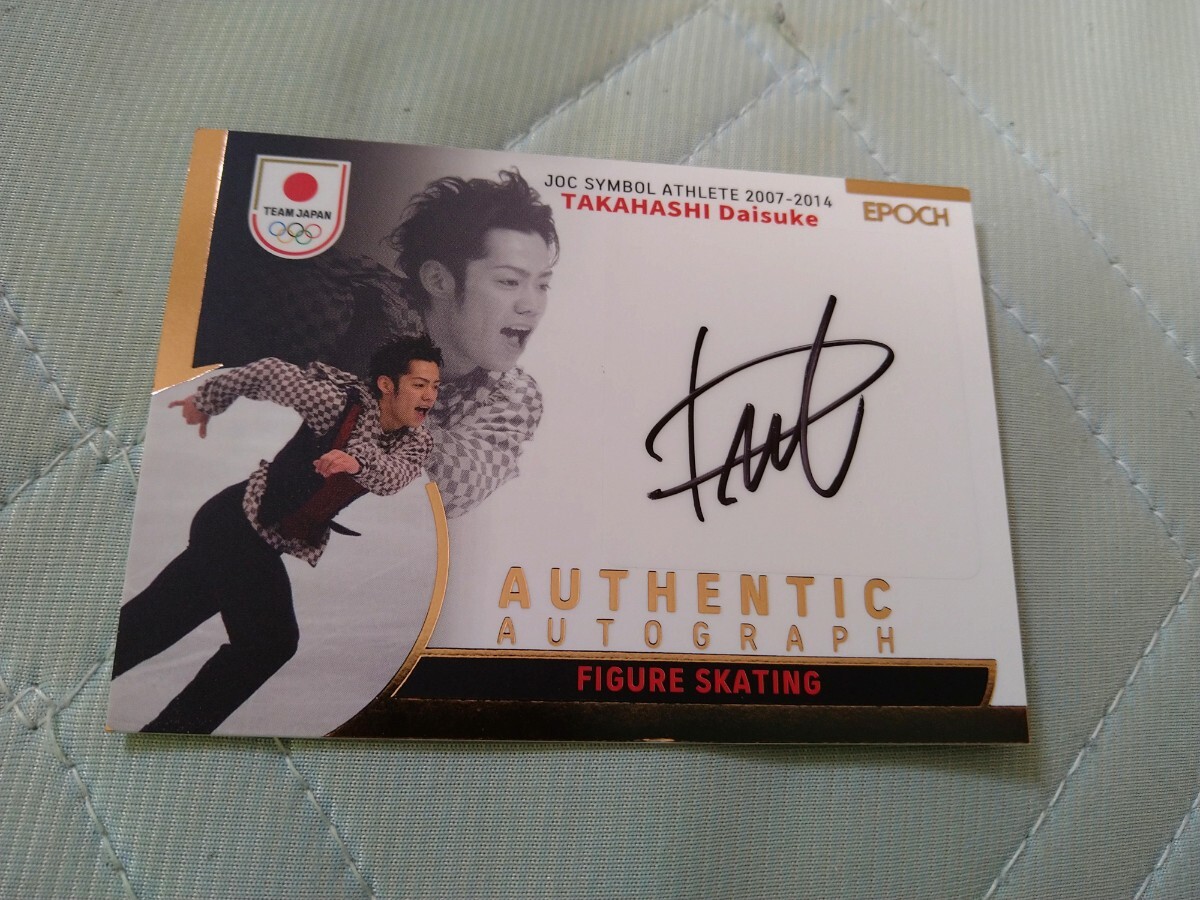 TEAM JAPAN
JOC SYMBOL ATHLETE 2007-2014
TAKAHASHI Daisuke
EPOCH
AUTHENTIC
AUTOGRAPH
FIGURE SKATING